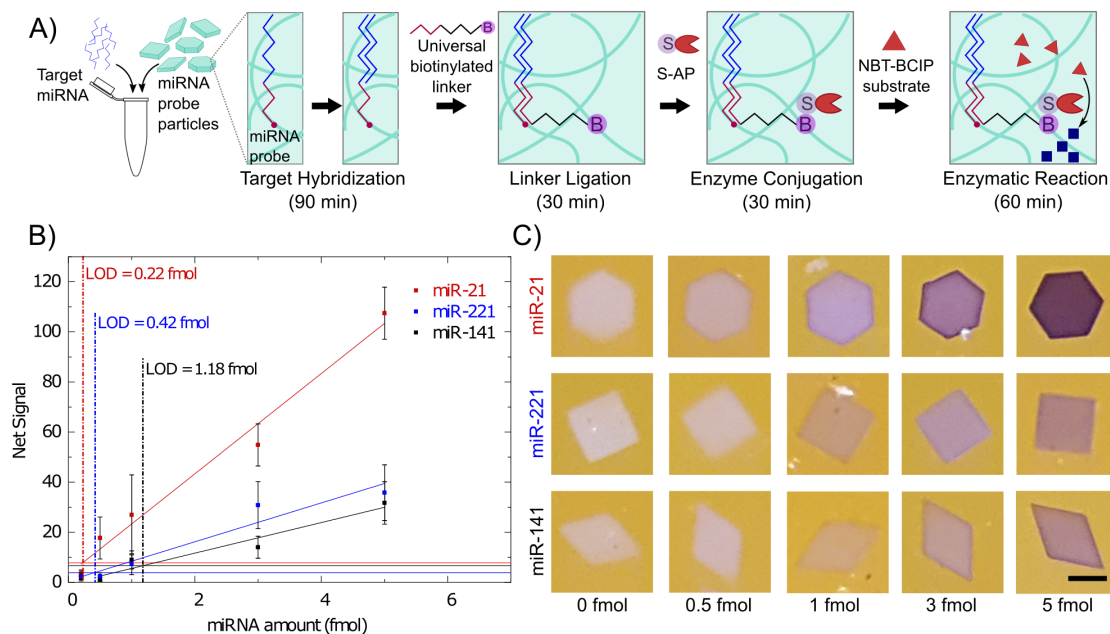 A)
Target
miRNA
miRNA
probe
particles
miRNA
probe
Target Hybridization
(90 min)
B
Universal
biotinylated
linker
B
Linker Ligation
(30 min)
S
S-AP
S
B
Enzyme Conjugation
(30 min)
NBT-BCIP
substrate
S
B
Enzymatic Reaction
(60 min)
B)
LOD = 0.22 fmol
LOD = 0.42 fmol
LOD = 1.18 fmol
miR-21
miR-221
miR-141
Net Signal
130
120
100
80
60
40
20
0
0 2 4 6
miRNA amount (fmol)
C)
miR-21
miR-221
miR-141
0 fmol 0.5 fmol 1 fmol 3 fmol 5 fmol